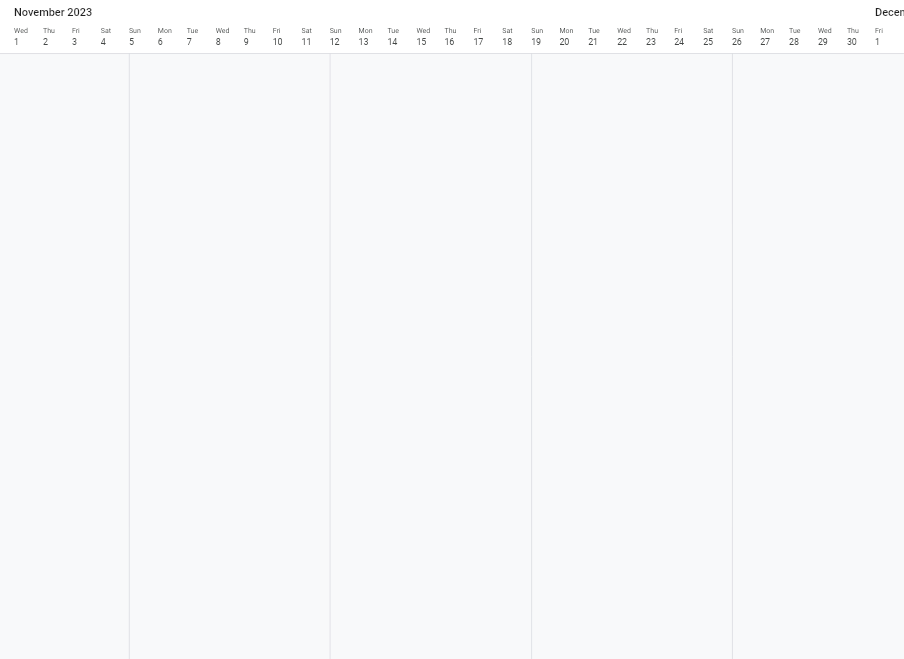 November 2023 Decem
Wed Thu Fri Sat Sun Mon Tue Wed Thu Fri Sat Sun Mon Tue Wed Thu Fri Sat Sun Mon Tue Wed Thu Fri Sat Sun Mon Tue Wed Thu Fri
1 2 3 4 5 6 7 8 9 10 11 12 13 14 15 16 17 18 19 20 21 22 23 24 25 26 27 28 29 30 1